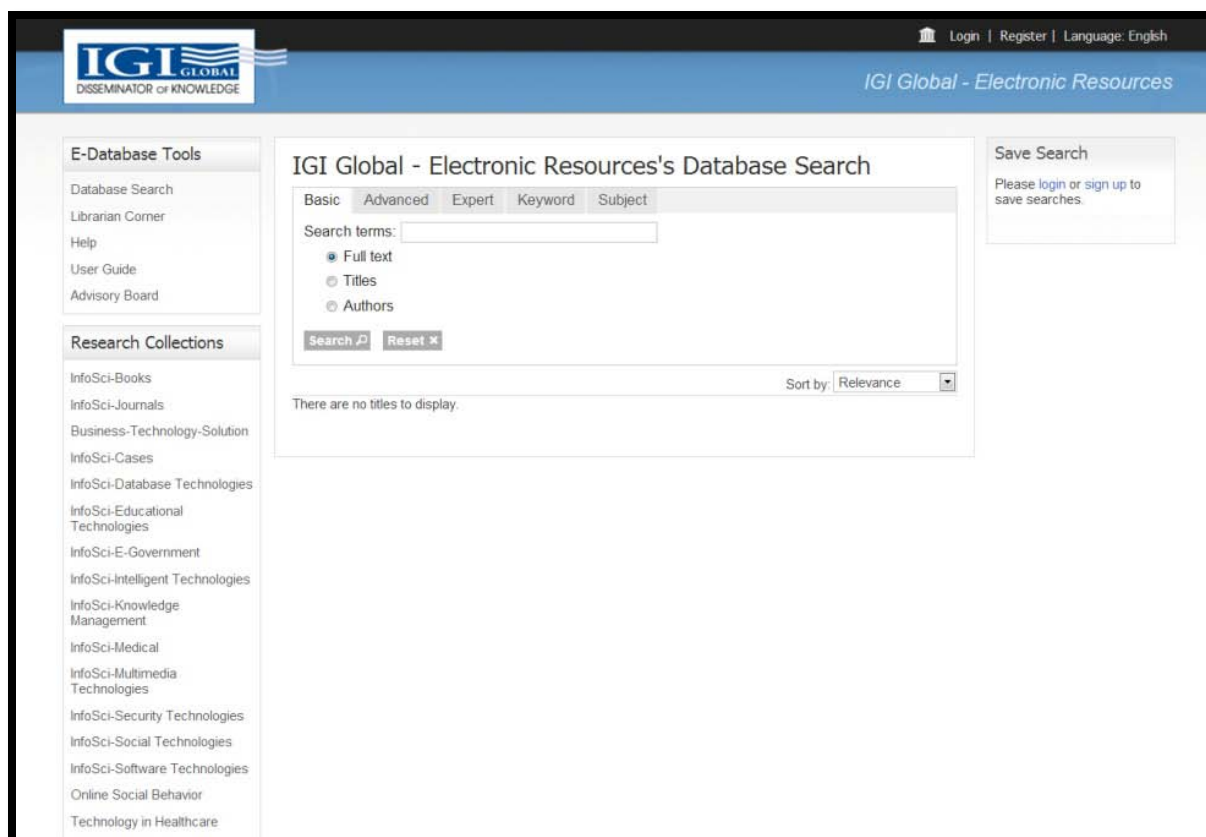 Login | Register | Language: English
IGI GLOBAL
DISSEMINATOR OF KNOWLEDGE
IGI Global - Electronic Resources
E-Database Tools
Database Search
Librarian Corner
Help
User Guide
Advisory Board
Research Collections
InfoSci-Books
InfoSci-Journals
Business-Technology-Solution
InfoSci-Cases
InfoSci-Database Technologies
InfoSci-Educational
Technologies
InfoSci-E-Government
InfoSci-Intelligent Technologies
InfoSci-Knowledge
Management
InfoSci-Medical
InfoSci-Multimedia
Technologies
InfoSci-Security Technologies
InfoSci-Social Technologies
InfoSci-Software Technologies
Online Social Behavior
Technology in Healthcare
IGI Global - Electronic Resources's Database Search
Basic Advanced Expert Keyword Subject
Search terms:
Full text
Titles
Authors
Search Reset
Sort by: Relevance
There are no titles to display.
Save Search
Please login or sign up to
save searches.